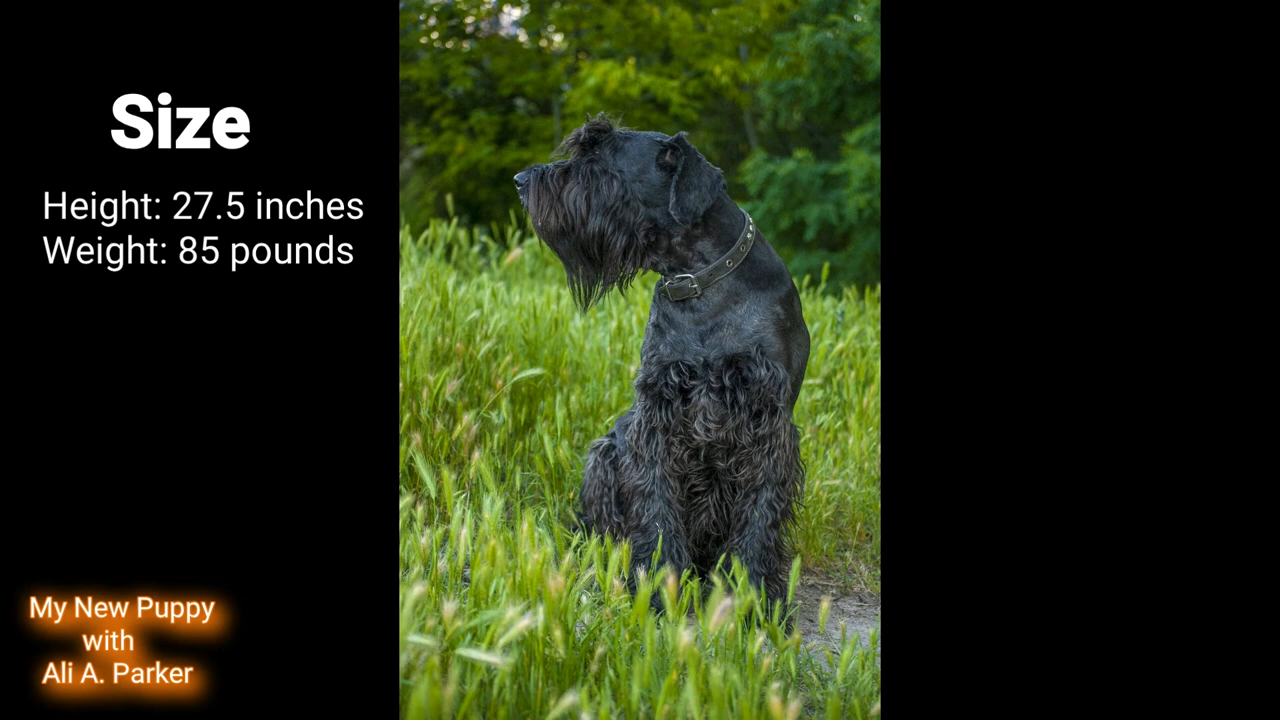 Size
Height: 27.5 inches
Weight: 85 pounds
My New Puppy
with
Ali A. Parker